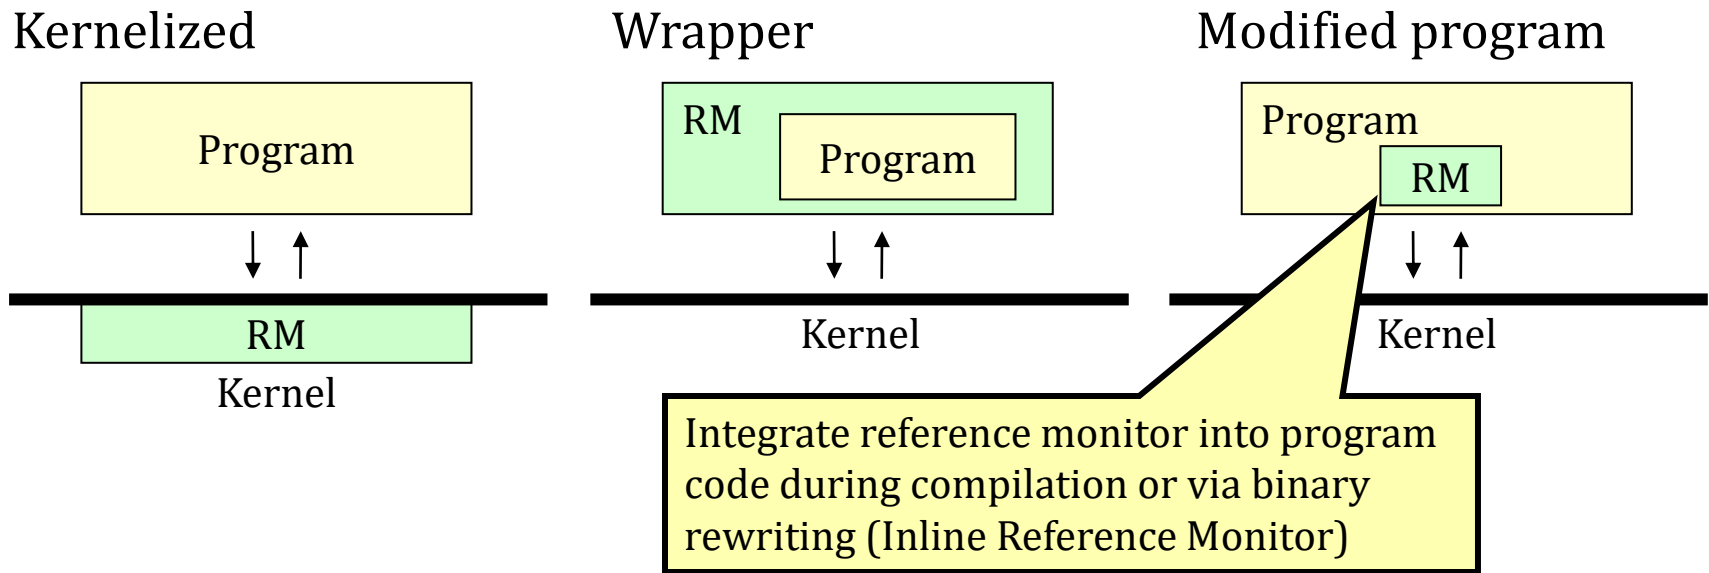 Kernelized
Program
RM
Kernel
Wrapper
RM
Program
Kernel
Modified program
Program
RM
Kernel
Integrate reference monitor into program
code during compilation or via binary
rewriting (Inline Reference Monitor)